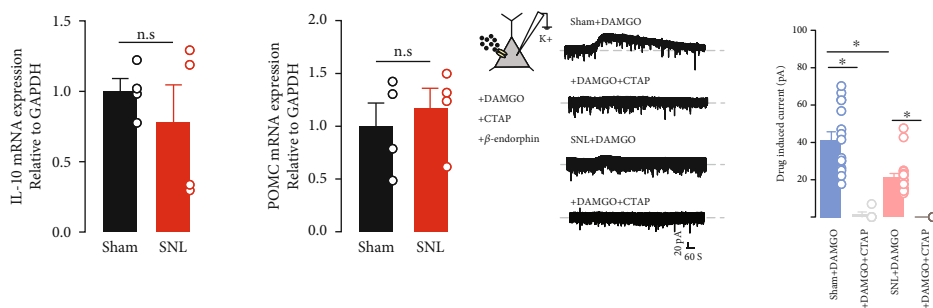 IL-10 mRNA expression
Relative to GAPDH
1.5
1.0
0.5
0.0
n.s
Sham
SNL
POMC mRNA expression
Relative to GAPDH
2.0
1.5
1.0
0.5
0.0
n.s
Sham
SNL
K+
+DAMGO
+CTAP
+β-endorphin
Sham+DAMGO
+DAMGO+CTAP
SNL+DAMGO
+DAMGO+CTAP
20 pA
60 S
Drug induced current (pA)
100
80
60
40
20
*
*
*
Sham+DAMGO
+DAMGO+CTAP
SNL+DAMGO
+DAMGO+CTAP